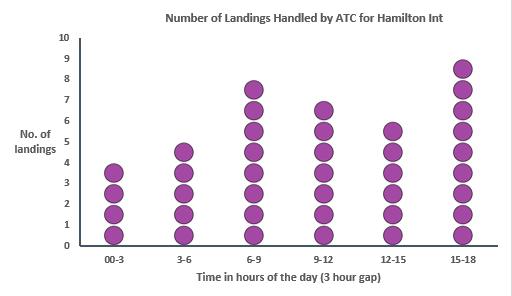 Number of Landings Handled by ATC for Hamilton Int
10
9
8
7
6
5
4
3
2
1
0
No. of
landings
00-3 3-6 6-9 9-12 12-15 15-18
Time in hours of the day (3 hour gap)